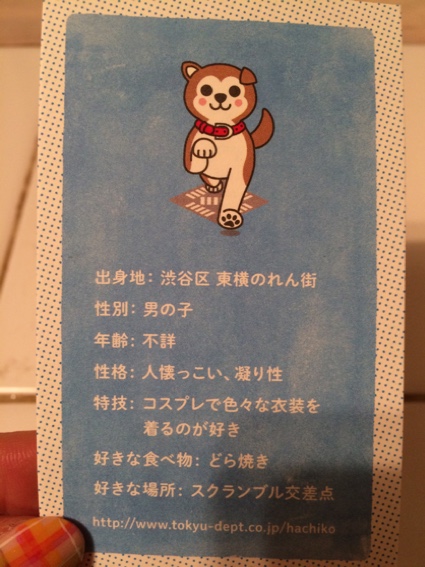 出身地: 渋谷区 東横のれん街
性別: 男の子
年齢: 不詳
性格: 人懐っこい、凝り性
特技: コスプレで色々な衣装を
着るのが好き
好きな食べ物: どら焼き
好きな場所: スクランブル交差点
http://www.tokyu-dept.co.jp/hachiko